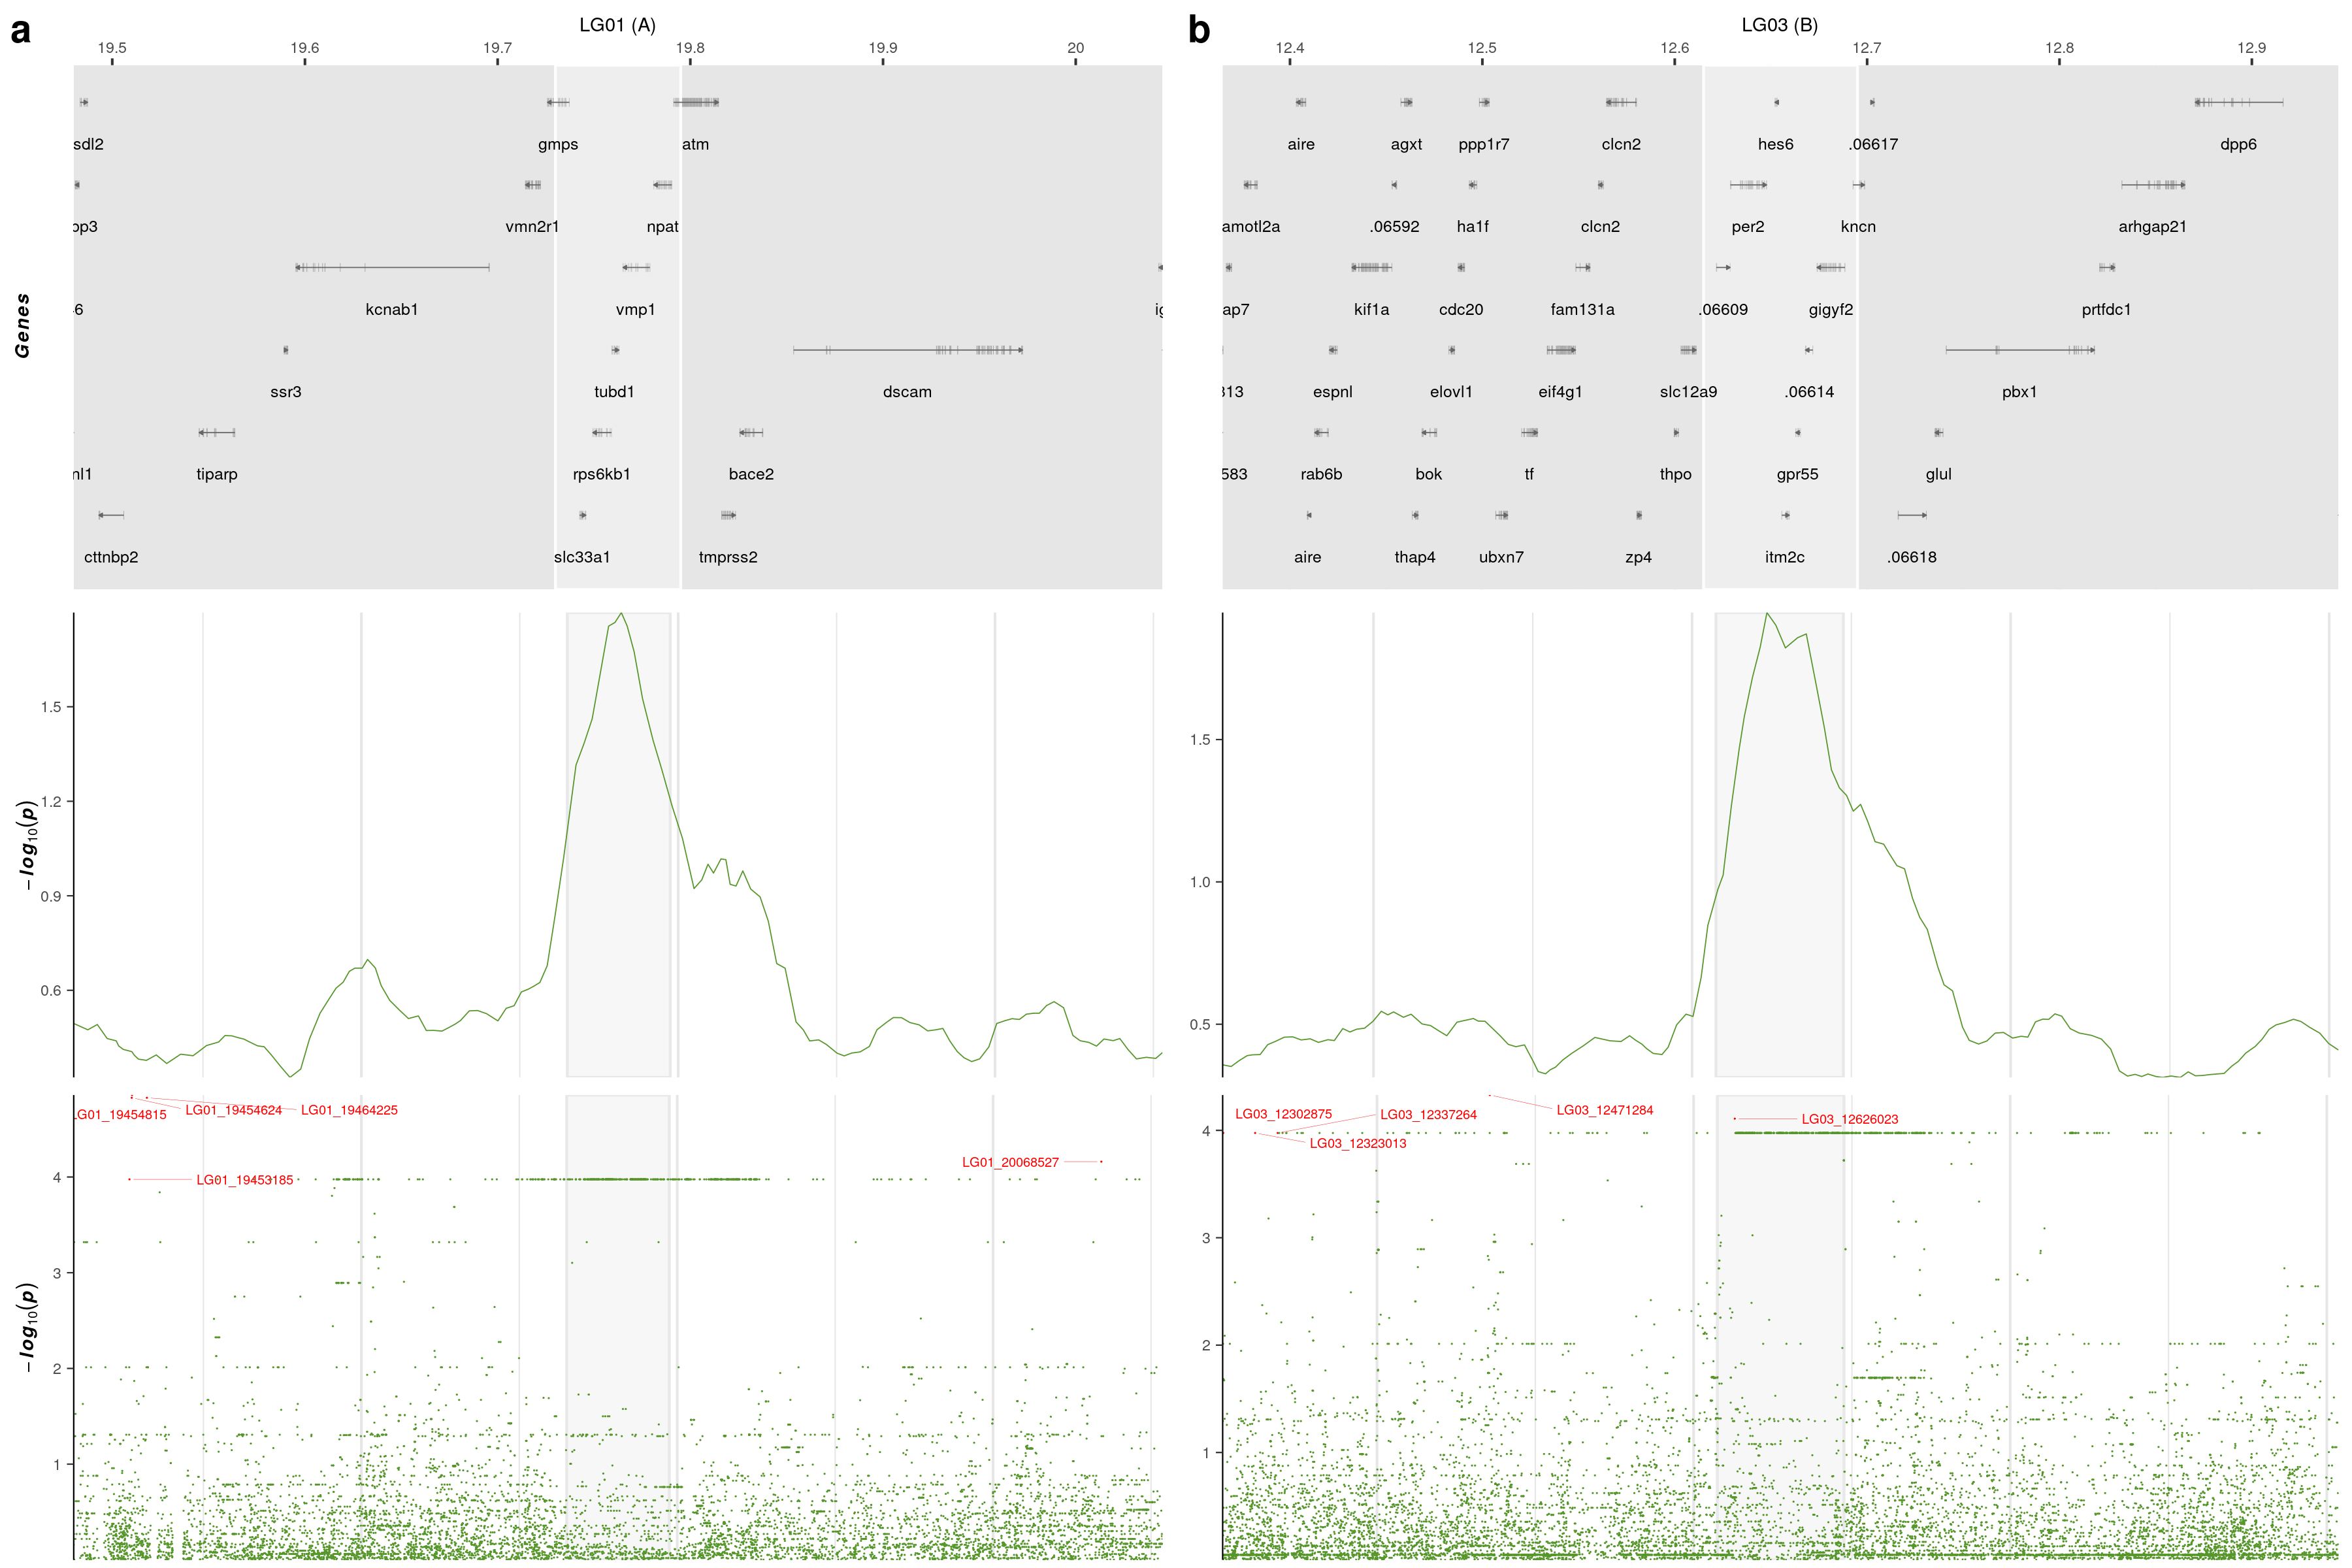 a
LG01 (A)
19.5 19.6 19.7 19.8 19.9 20
sdl2 gmps atm
op3 vmn2r1 npat
Genes
-6 kcnab1 vmp1 ig
ssr3 tubd1 dscam
nl1 tiparp rps6kb1 bace2
cttnbp2 slc33a1 tmprss2
−log10(p)
1.5
1.2
0.9
0.6
LG01_19454815 LG01_19454624 LG01_19464225
LG01_20068527
LG01_19453185
−log10(p)
4
3
2
1
b
LG03 (B)
12.4 12.5 12.6 12.7 12.8 12.9
aire agxt ppp1r7 clcn2 hes6 .06617 dpp6
amotl2a .06592 ha1f clcn2 per2 kncn arhgap21
ap7 kif1a cdc20 fam131a .06609 gigyf2 prtfdc1
313 espnl elovl1 eif4g1 slc12a9 .06614 pbx1
583 rab6b bok tf thpo gpr55 glul
aire thap4 ubxn7 zp4 itm2c .06618
1.5
1.0
0.5
LG03_12302875 LG03_12337264 LG03_12471284
LG03_12626023
LG03_12323013
4
3
2
1